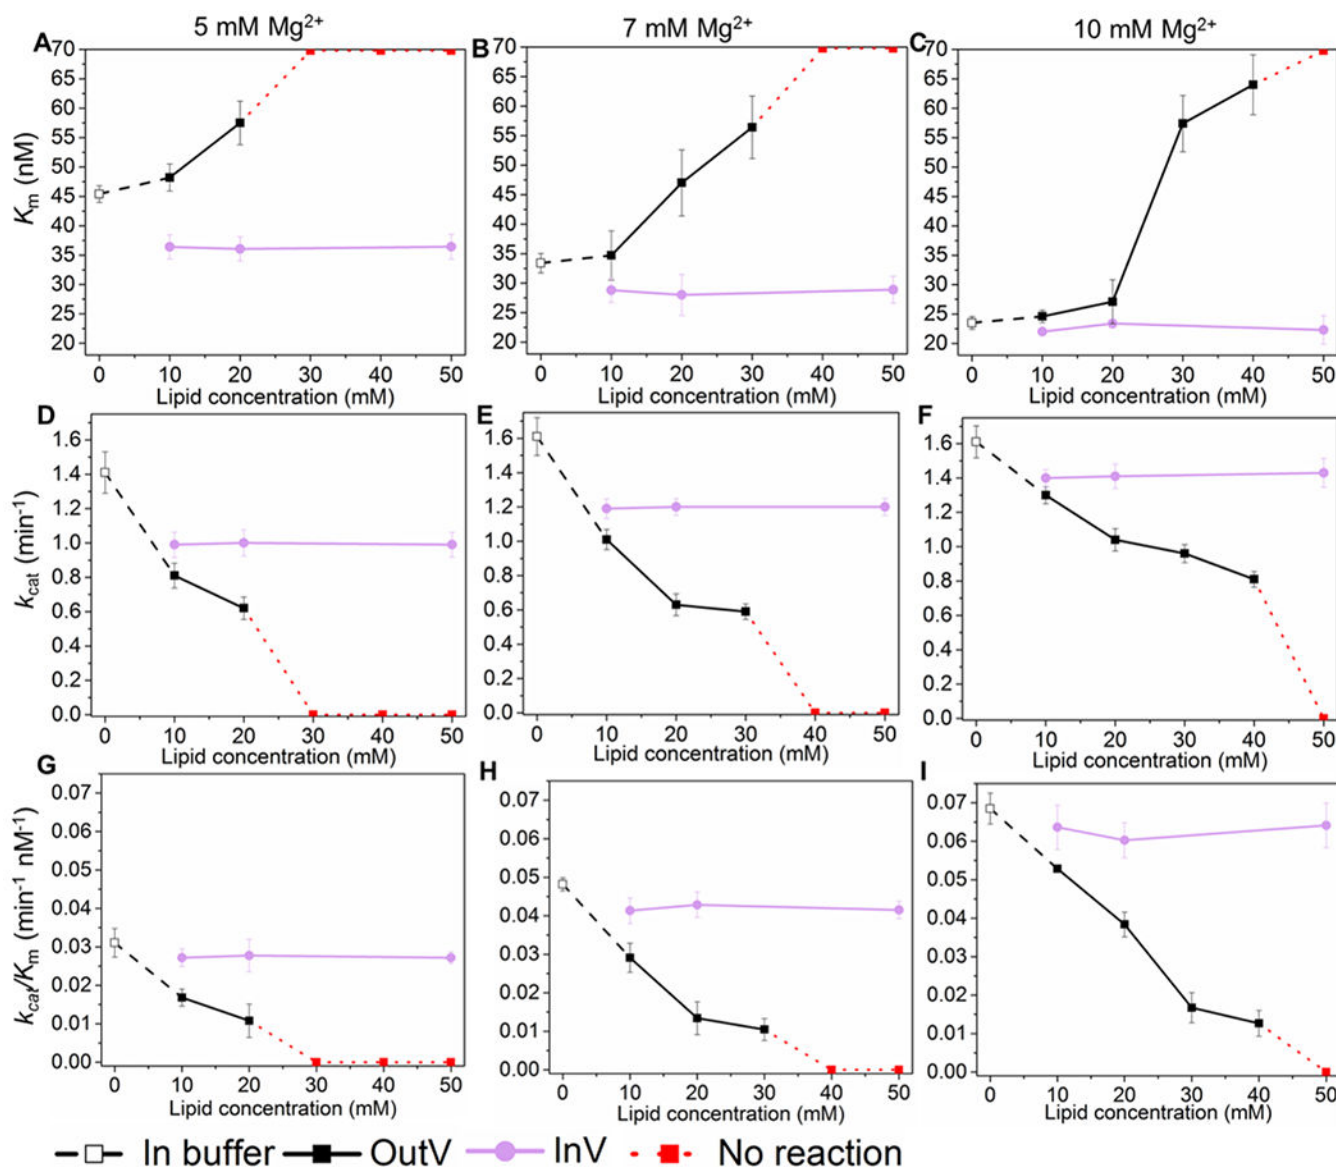 5 mM Mg²⁺ 7 mM Mg²⁺ 10 mM Mg²⁺
A B C
Kₘ (nM)
70 70 70
65 65 65
60 60 60
55 55 55
50 50 50
45 45 45
40 40 40
35 35 35
30 30 30
25 25 25
20 20 20
0 10 20 30 40 50 0 10 20 30 40 50 0 10 20 30 40 50
Lipid concentration (mM) Lipid concentration (mM) Lipid concentration (mM)
D E F
k_cat (min⁻¹)
1.6 1.6 1.6
1.4 1.4 1.4
1.2 1.2 1.2
1.0 1.0 1.0
0.8 0.8 0.8
0.6 0.6 0.6
0.4 0.4 0.4
0.2 0.2 0.2
0.0 0.0 0.0
0 10 20 30 40 50 0 10 20 30 40 50 0 10 20 30 40 50
Lipid concentration (mM) Lipid concentration (mM) Lipid concentration (mM)
G H I
k_cat/Kₘ (min⁻¹ nM⁻¹)
0.07 0.07 0.07
0.06 0.06 0.06
0.05 0.05 0.05
0.04 0.04 0.04
0.03 0.03 0.03
0.02 0.02 0.02
0.01 0.01 0.01
0.00 0.00 0.00
0 10 20 30 40 50 0 10 20 30 40 50 0 10 20 30 40 50
Lipid concentration (mM) Lipid concentration (mM) Lipid concentration (mM)
In buffer OutV InV No reaction